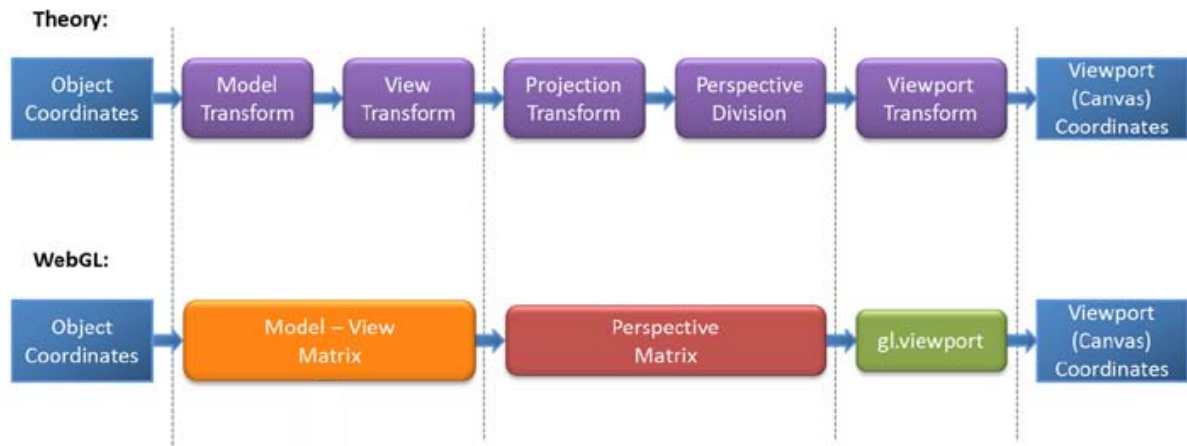 Theory:
Object
Coordinates
Model
Transform
View
Transform
Projection
Transform
Perspective
Division
Viewport
Transform
Viewport
(Canvas)
Coordinates
WebGL:
Object
Coordinates
Model – View
Matrix
Perspective
Matrix
gl.viewport
Viewport
(Canvas)
Coordinates